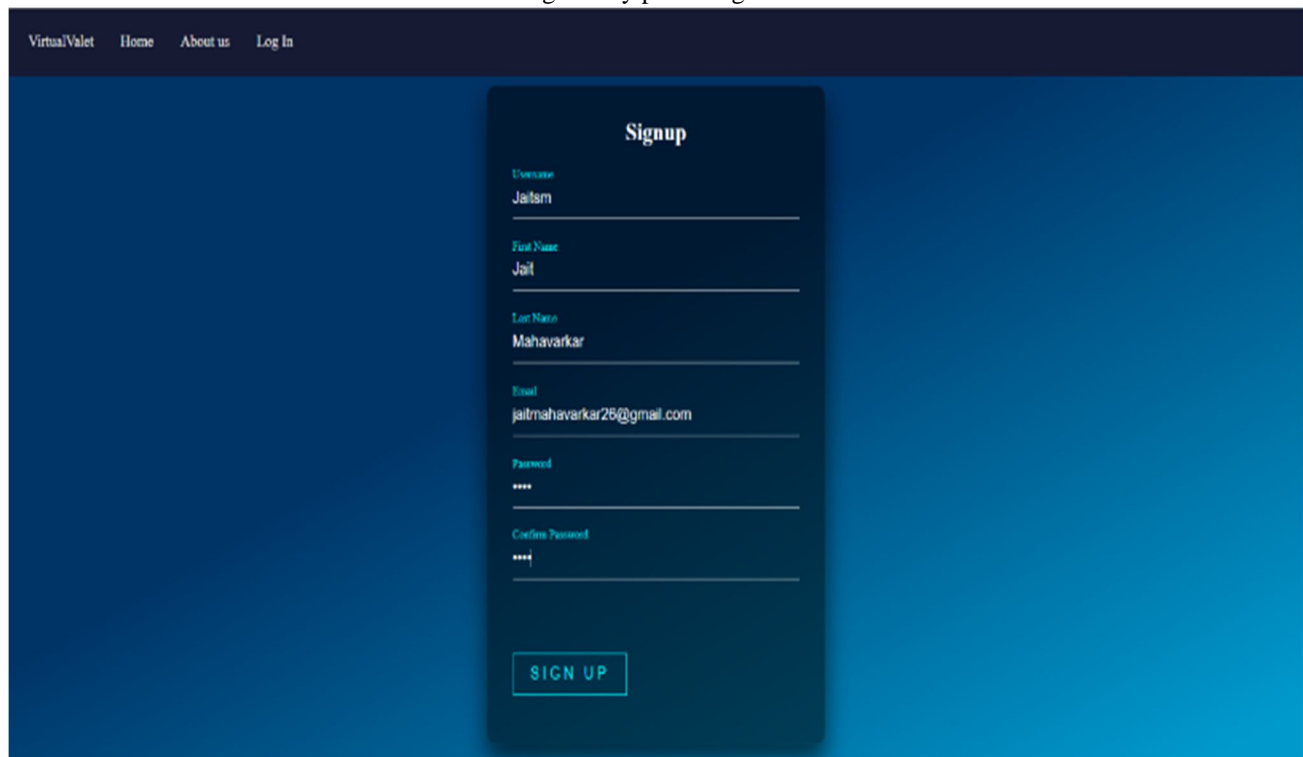 VirtualValet Home About us Log In
Signup
Username
Jaitsm
First Name
Jait
Last Name
Mahavarkar
Email
jaitmahavarkar26@gmail.com
Password
••••
Confirm Password
••••
SIGN UP